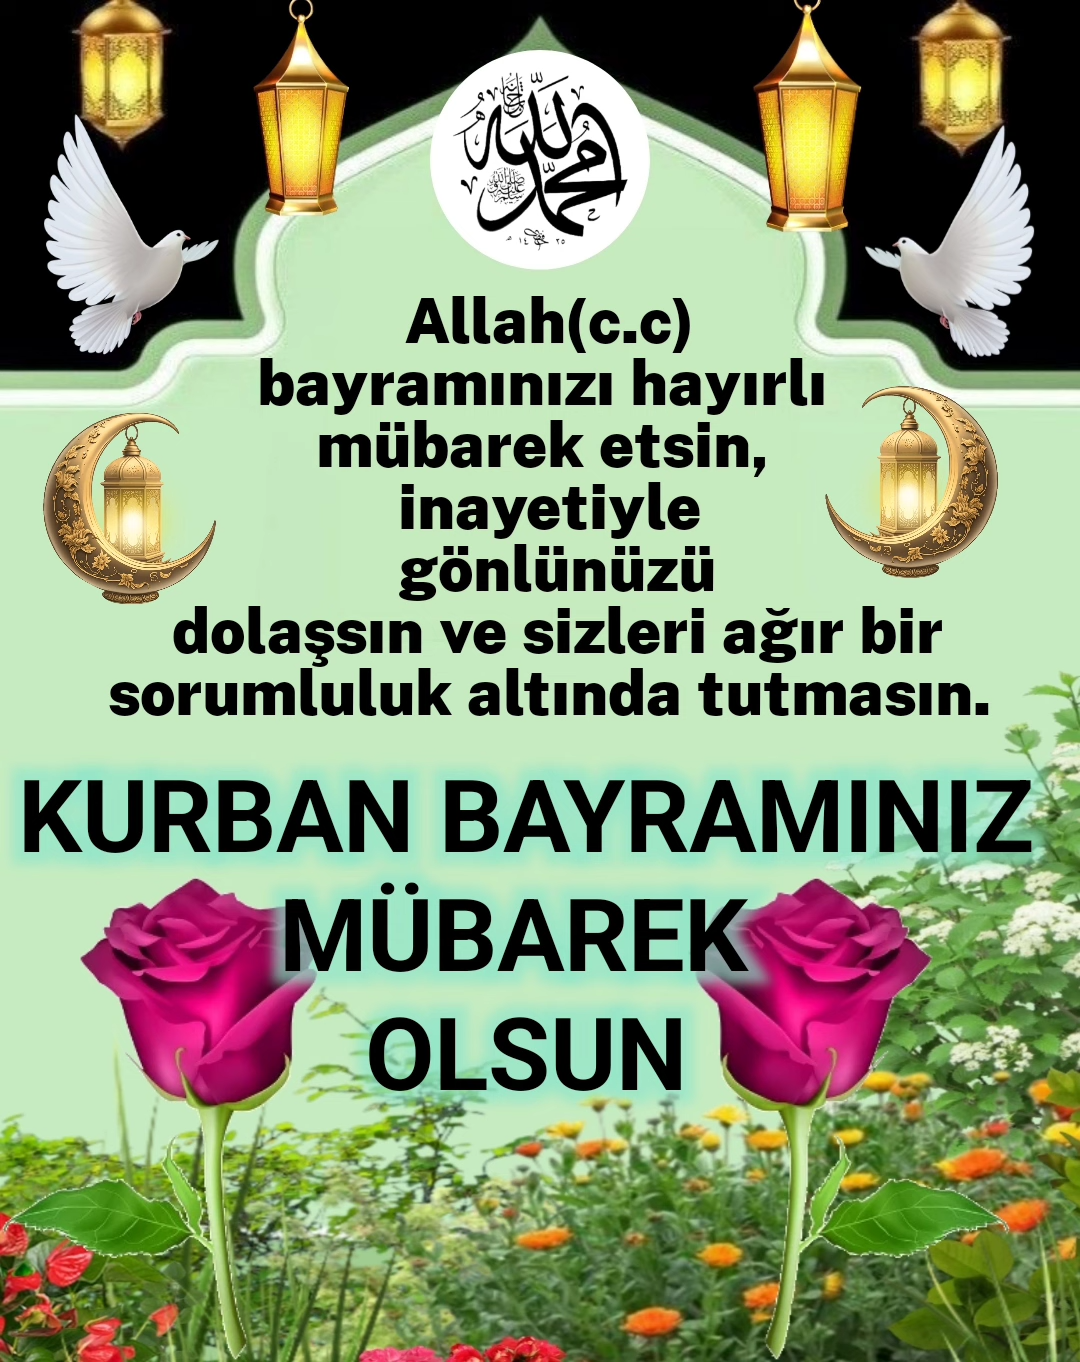 محمد
Allah(c.c)
bayramınızı hayırlı
mübarek etsin,
inayetiyle
gönlünüzü
dolaşsın ve sizleri ağır bir
sorumluluk altında tutmasın.
KURBAN BAYRAMINIZ
MÜBAREK
OLSUN